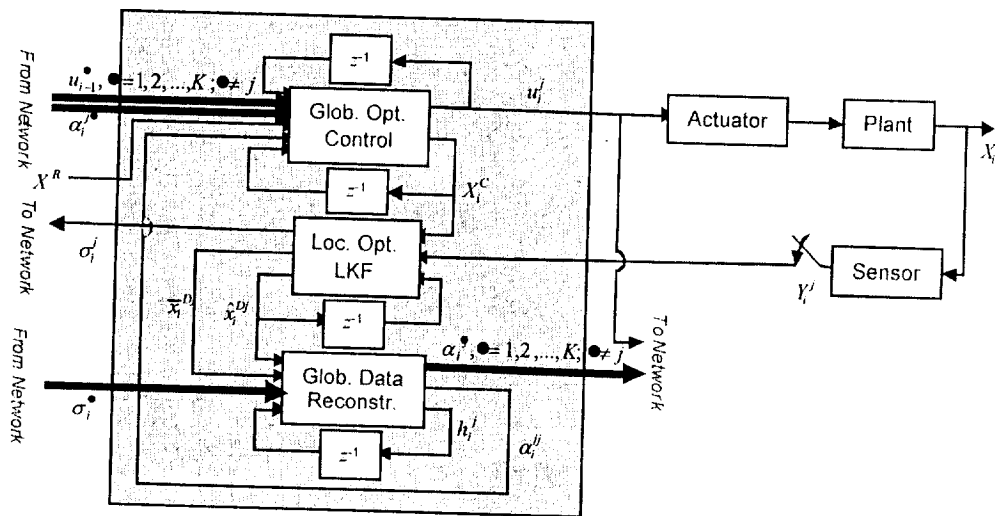 From Network
u_{i-1}^●, ●=1,2,...,K; ●≠ j
α_i^{j●}
X^R
To Network
σ_i^j
From Network
σ_i^●
z⁻¹
Glob. Opt.
Control
z⁻¹
X_i^C
Loc. Opt.
LKF
x̄_i^{Dj}
x̂_i^{Dj}
z⁻¹
Glob. Data
Reconstr.
z⁻¹
h_i^j
α_i^{jj}
α_i^{●}, ●=1,2,...,K; ●≠ j
u_i^j
Actuator
Plant
X_i
Sensor
Y_i^j
To Network